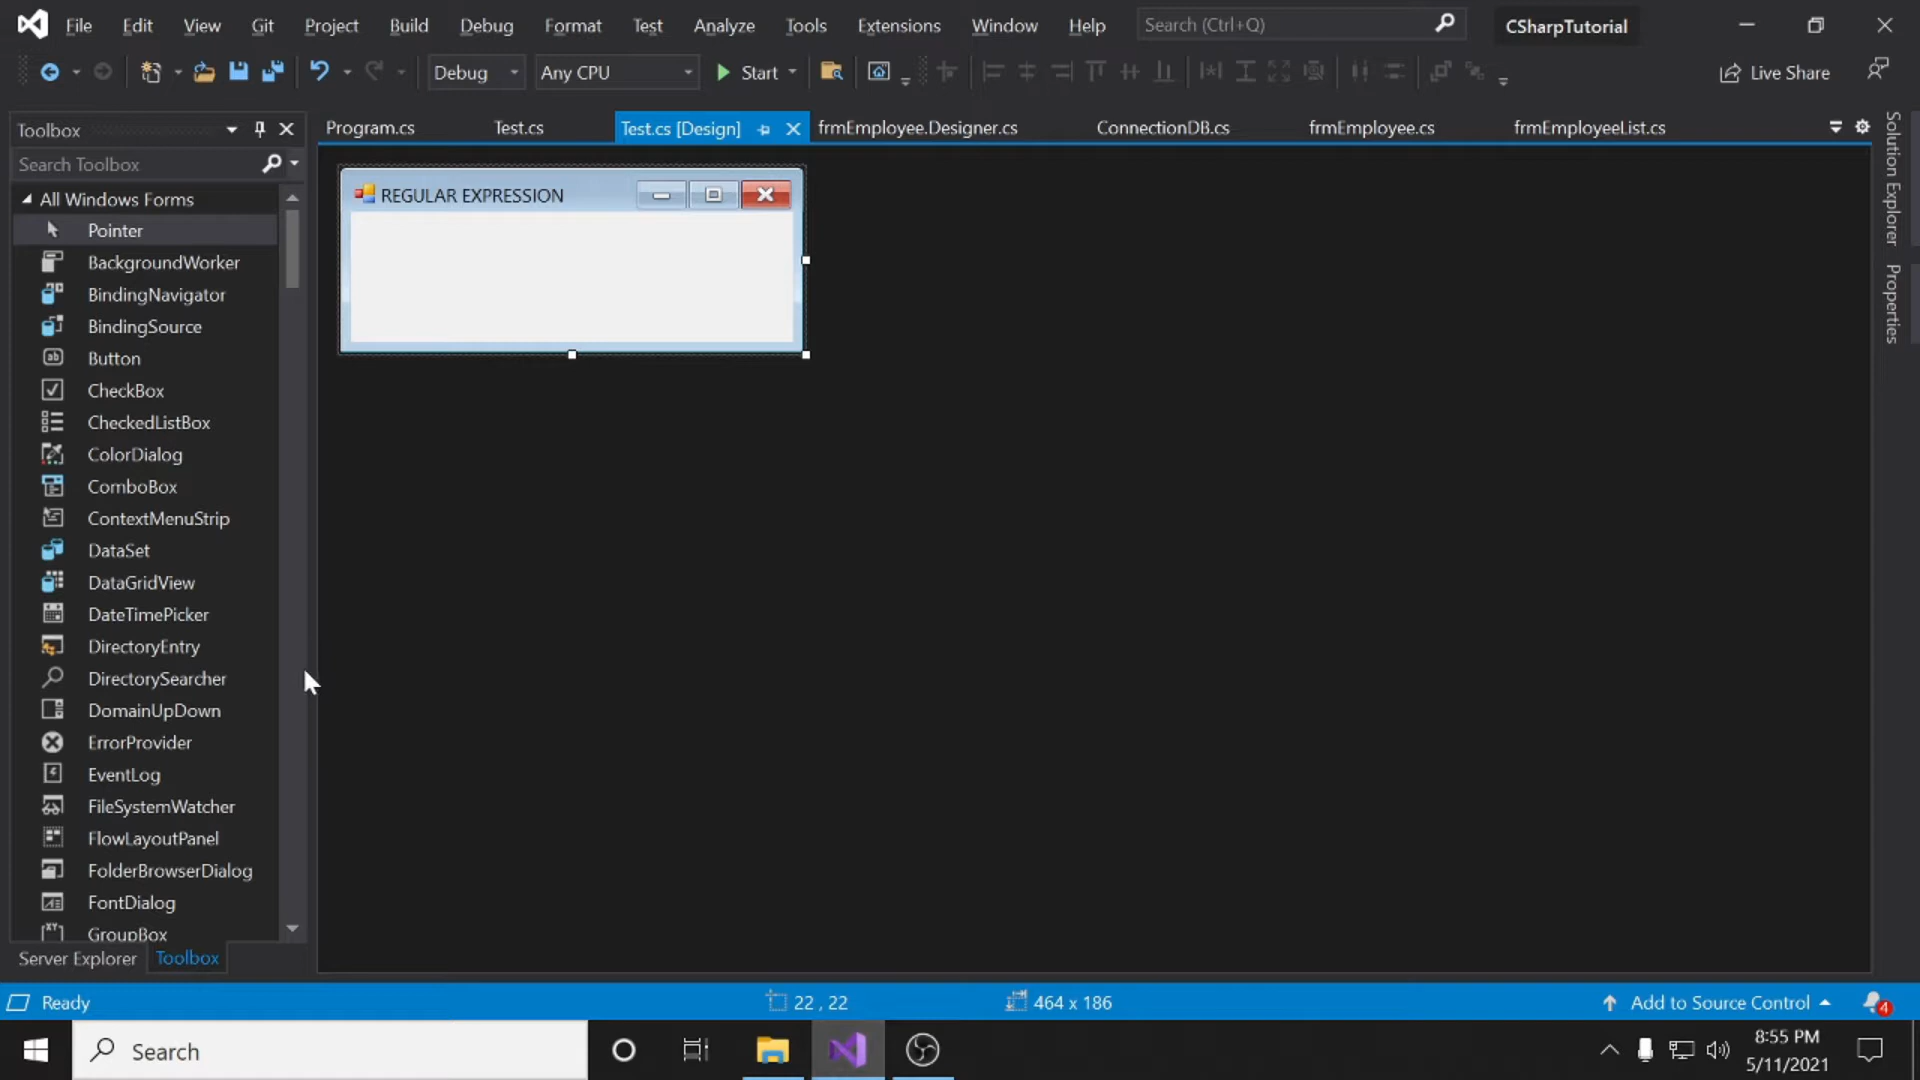 File Edit View Git Project Build Debug Format Test Analyze Tools Extensions Window Help Search (Ctrl+Q) CSharpTutorial
Debug Any CPU Start Live Share
Toolbox
Program.cs Test.cs Test.cs [Design] frmEmployee.Designer.cs ConnectionDB.cs frmEmployee.cs frmEmployeeList.cs
Search Toolbox
All Windows Forms
Pointer
BackgroundWorker
BindingNavigator
BindingSource
Button
CheckBox
CheckedListBox
ColorDialog
ComboBox
ContextMenuStrip
DataSet
DataGridView
DateTimePicker
DirectoryEntry
DirectorySearcher
DomainUpDown
ErrorProvider
EventLog
FileSystemWatcher
FlowLayoutPanel
FolderBrowserDialog
FontDialog
GroupBox
Server Explorer Toolbox
REGULAR EXPRESSION
Solution Explorer
Properties
Ready 22 , 22 464 x 186 Add to Source Control 4
Search
8:55 PM
5/11/2021